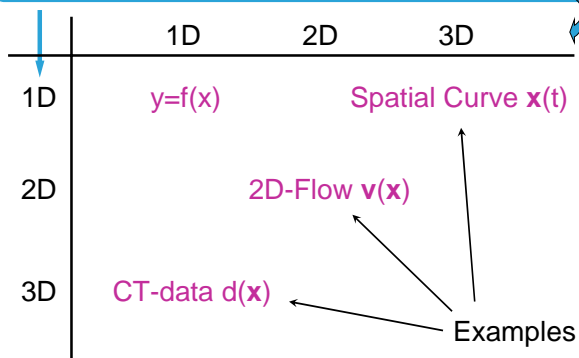 1D 2D 3D
1D y=f(x) Spatial Curve x(t)
2D 2D-Flow v(x)
3D CT-data d(x)
Examples